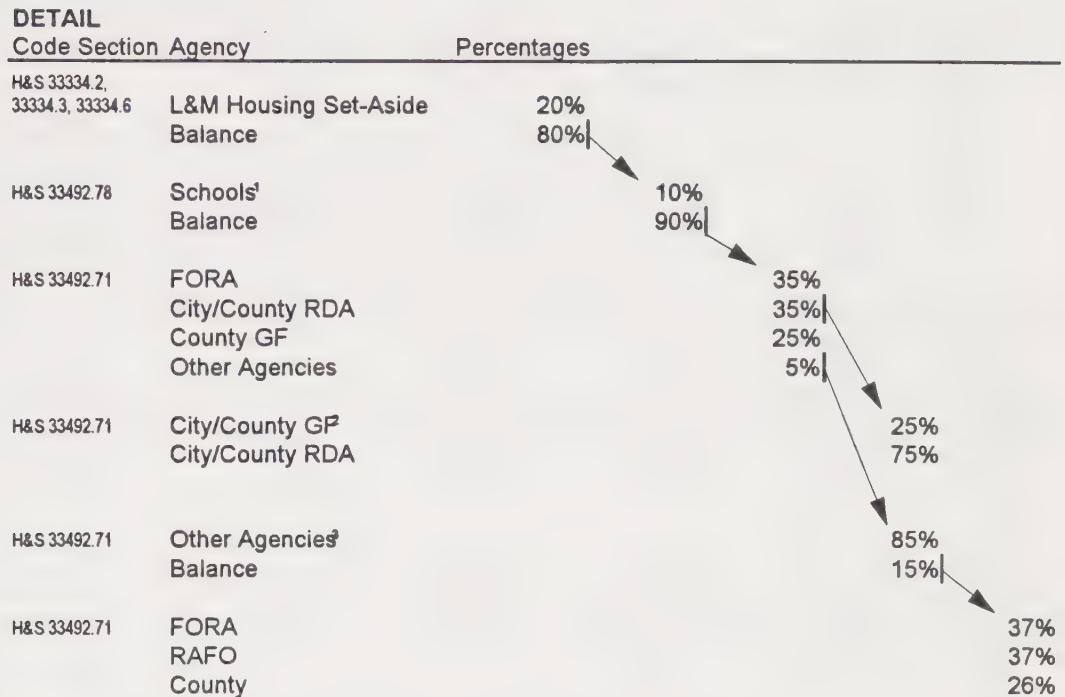 DETAIL
Code Section Agency Percentages
H&S 33334.2,
33334.3, 33334.6 L&M Housing Set-Aside 20%
Balance 80%
H&S 33492.78 Schools¹ 10%
Balance 90%
H&S 33492.71 FORA 35%
City/County RDA 35%
County GF 25%
Other Agencies 5%
H&S 33492.71 City/County GF² 25%
City/County RDA 75%
H&S 33492.71 Other Agencies³ 85%
Balance 15%
H&S 33492.71 FORA 37%
RAFO 37%
County 26%